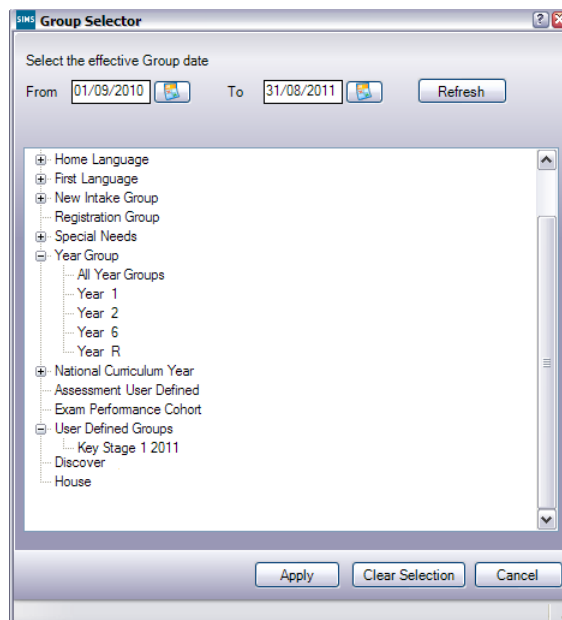 SIMS Group Selector ?
Select the effective Group date
From 01/09/2010 To 31/08/2011 Refresh
Home Language
First Language
New Intake Group
Registration Group
Special Needs
Year Group
All Year Groups
Year 1
Year 2
Year 6
Year R
National Curriculum Year
Assessment User Defined
Exam Performance Cohort
User Defined Groups
Key Stage 1 2011
Discover
House
Apply Clear Selection Cancel